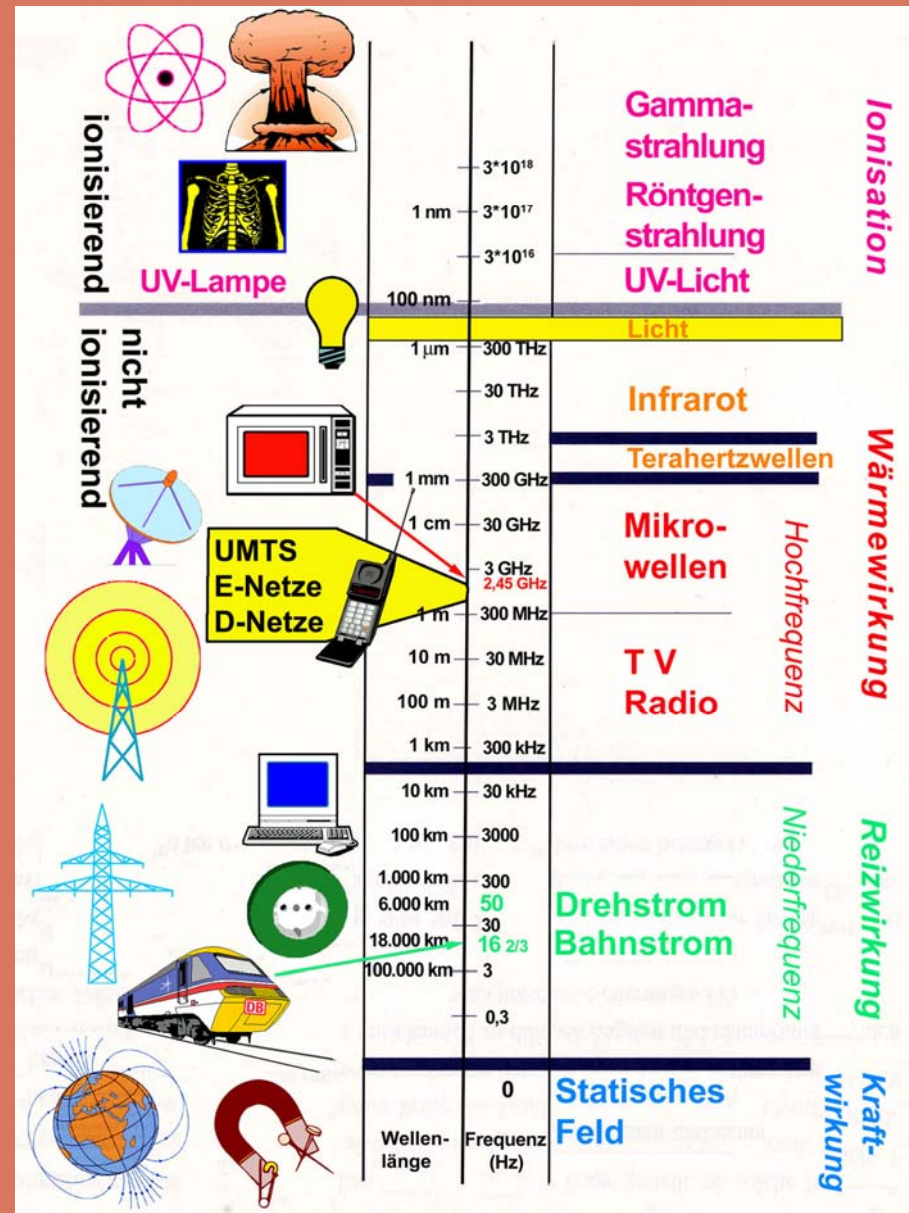 ionisierend
nicht
ionisierend
UV-Lampe
UMTS
E-Netze
D-Netze
DB
1 nm
100 nm
1 µm
1 mm
1 cm
1 m
10 m
100 m
1 km
10 km
100 km
1.000 km
6.000 km
18.000 km
100.000 km
Wellen-
länge
3*10¹⁸
3*10¹⁷
3*10¹⁶
300 THz
30 THz
3 THz
300 GHz
30 GHz
3 GHz
2,45 GHz
300 MHz
30 MHz
3 MHz
300 kHz
30 kHz
3000
300
50
30
16 2/3
3
0,3
0
Frequenz
(Hz)
Gamma-
strahlung
Röntgen-
strahlung
UV-Licht
Licht
Infrarot
Terahertzwellen
Mikro-
wellen
T V
Radio
Drehstrom
Bahnstrom
Statisches
Feld
Hochfrequenz
Niederfrequenz
Ionisation
Wärmewirkung
Reizwirkung
Kraft-
wirkung